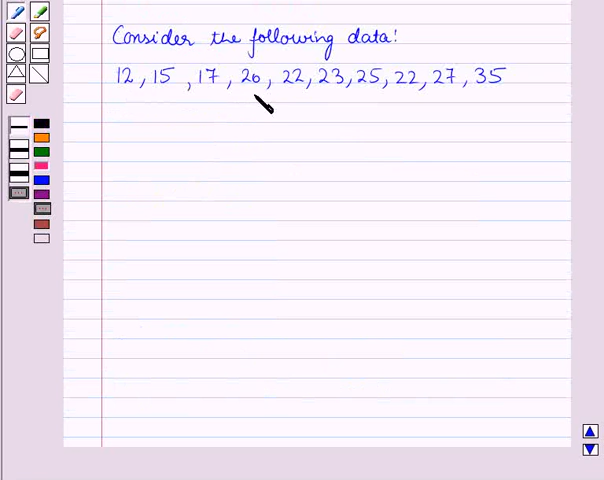 Consider the following data:
12, 15, 17, 20, 22, 23, 25, 22, 27, 35